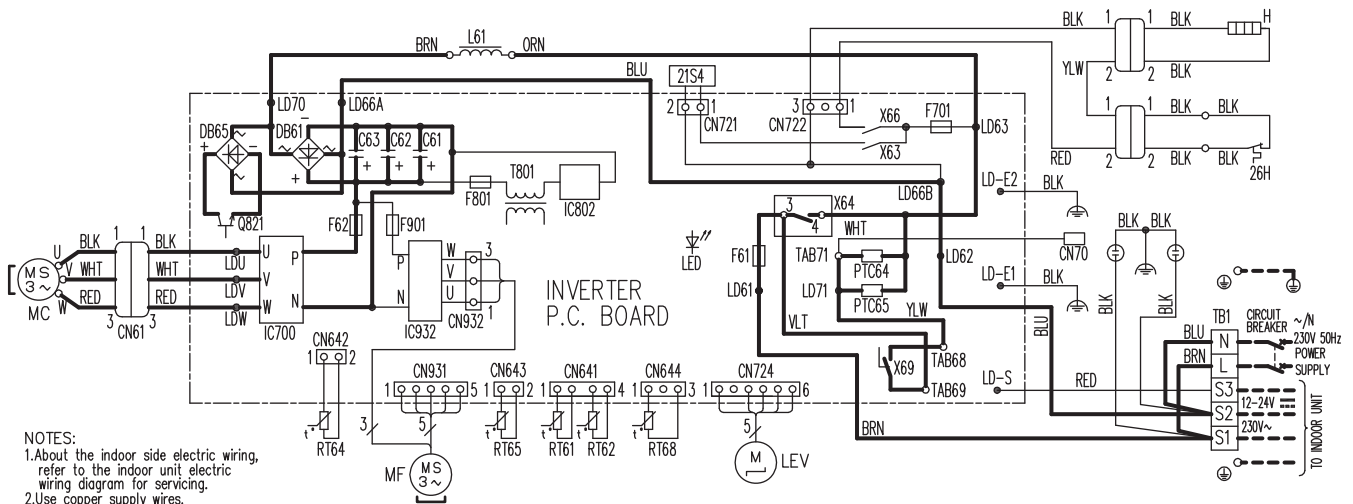 BRN L61 ORN
BLU
21S4
2 1
CN721
3 1
CN722
X66
X63
F701
LD63
BLK 1 1 BLK H
YLW
2 2 BLK
1 1 BLK BLK
RED 2 2 BLK BLK
26H
LD70 LD66A
DB65 DB61
+ ~ - ~ - ~
~ +
C63 C62 C61
+ + +
T801
F801
IC802
Q821
F62 F901
LD66B
LD-E2 BLK
3 X64
4
WHT
LED
F61
TAB71
PTC64
LD62
CN70
LD61
LD71
PTC65
LD-E1 BLK
YLW
VLT
X69
TAB68
TAB69
BLU
LD-S RED
BLK BLK
BLK BLK
U BLK 1 1 BLK LDU U P
MS 3~ V WHT WHT LDV V
MC W RED 3 3 RED LDW W N
CN61
IC700
P W 3
V
N U 1
IC932
CN932
INVERTER
P.C. BOARD
CN642
1 2
CN931
1 5
CN643
1 2
CN641
1 4
CN644
1 3
CN724
1 6
t° RT64
3
5
t° RT65
t° RT61
t° RT62
t° RT68
5
MF MS 3~
M LEV
BRN
TB1
CIRCUIT
BREAKER
~/N
230V 50Hz
POWER
SUPPLY
BLU N
BRN L
S3
12-24V
S2
230V~
S1
TO INDOOR UNIT
NOTES:
1.About the indoor side electric wiring,
refer to the indoor unit electric
wiring diagram for servicing.
2.Use copper supply wires.